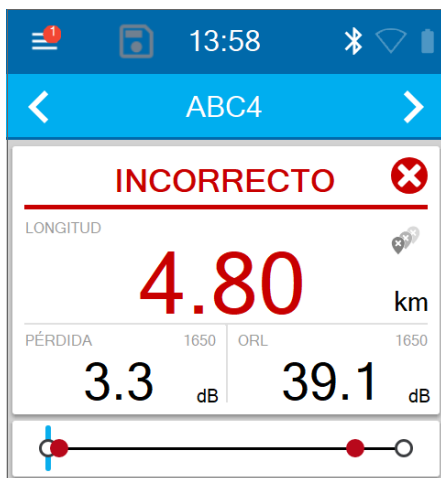 1
13:58
ABC4
INCORRECTO
LONGITUD
4.80 km
PÉRDIDA 1650 ORL 1650
3.3 dB 39.1 dB